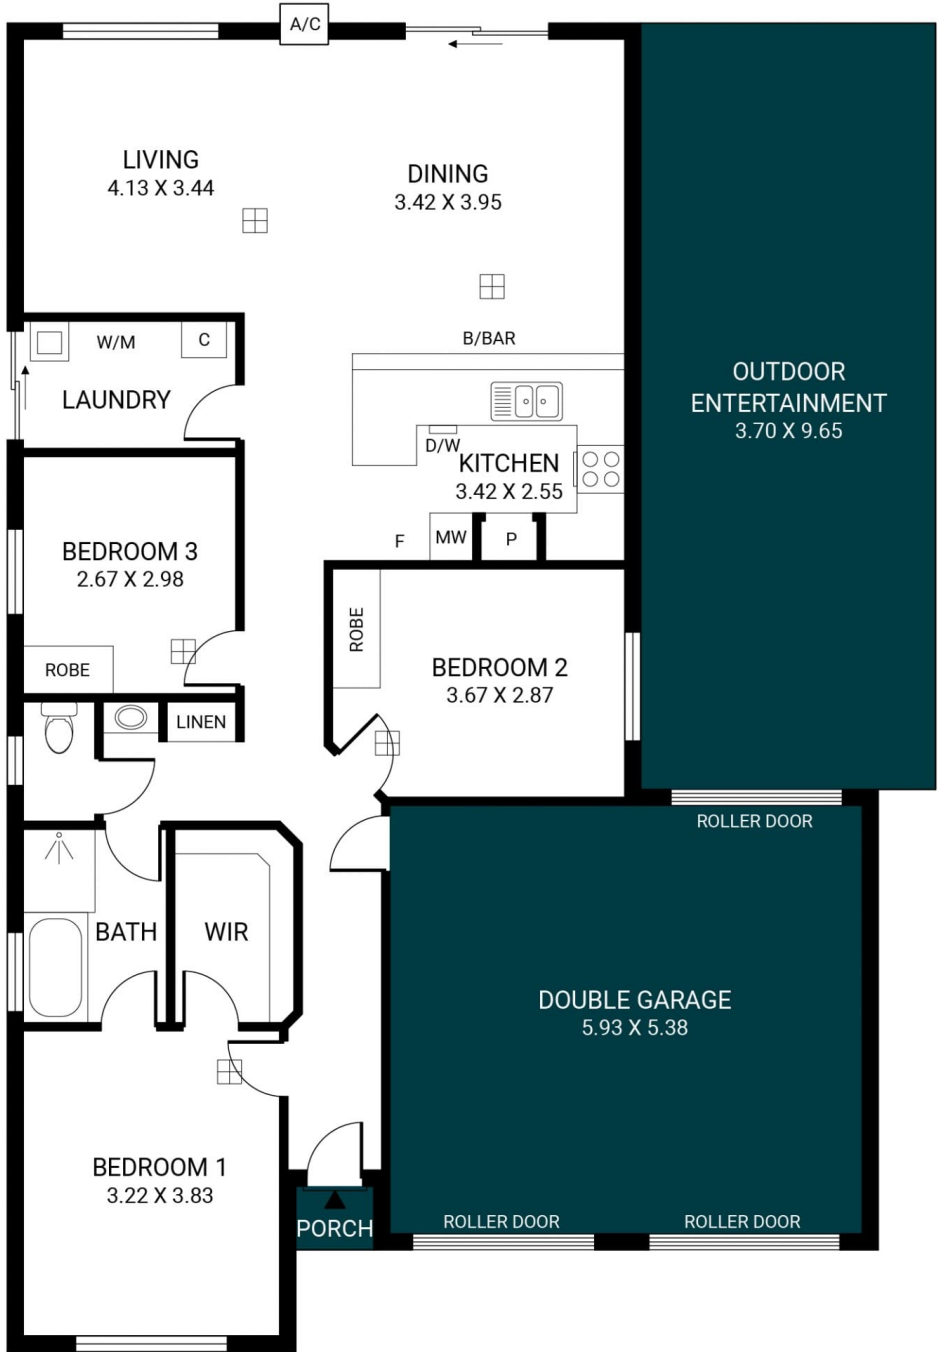 A/C
LIVING
4.13 X 3.44
DINING
3.42 X 3.95
B/BAR
W/M
C
LAUNDRY
OUTDOOR
ENTERTAINMENT
3.70 X 9.65
D/W
KITCHEN
3.42 X 2.55
F
MW
P
BEDROOM 3
2.67 X 2.98
ROBE
ROBE
BEDROOM 2
3.67 X 2.87
LINEN
ROLLER DOOR
BATH
WIR
DOUBLE GARAGE
5.93 X 5.38
BEDROOM 1
3.22 X 3.83
PORCH
ROLLER DOOR
ROLLER DOOR